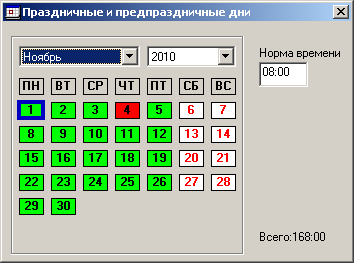 Праздничные и предпраздничные дни
Ноябрь 2010
Норма времени
08:00
ПН ВТ СР ЧТ ПТ СБ ВС
1 2 3 4 5 6 7
8 9 10 11 12 13 14
15 16 17 18 19 20 21
22 23 24 25 26 27 28
29 30
Всего:168:00